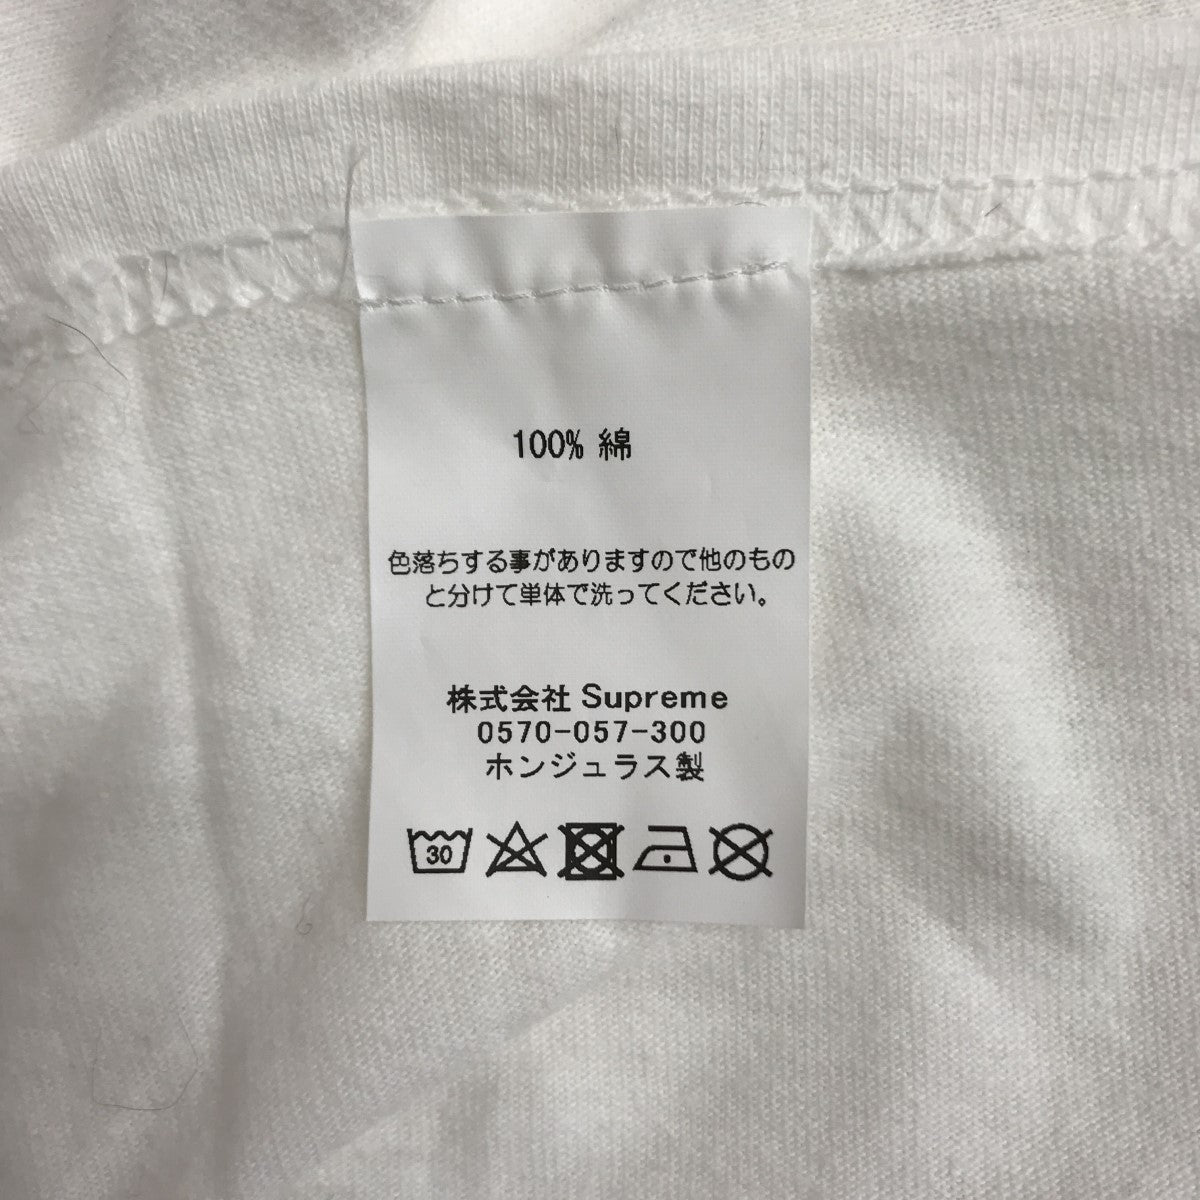 100% 綿
色落ちする事がありますので他のもの
と分けて単体で洗ってください。
株式会社 Supreme
0570-057-300
ホンジュラス製
30